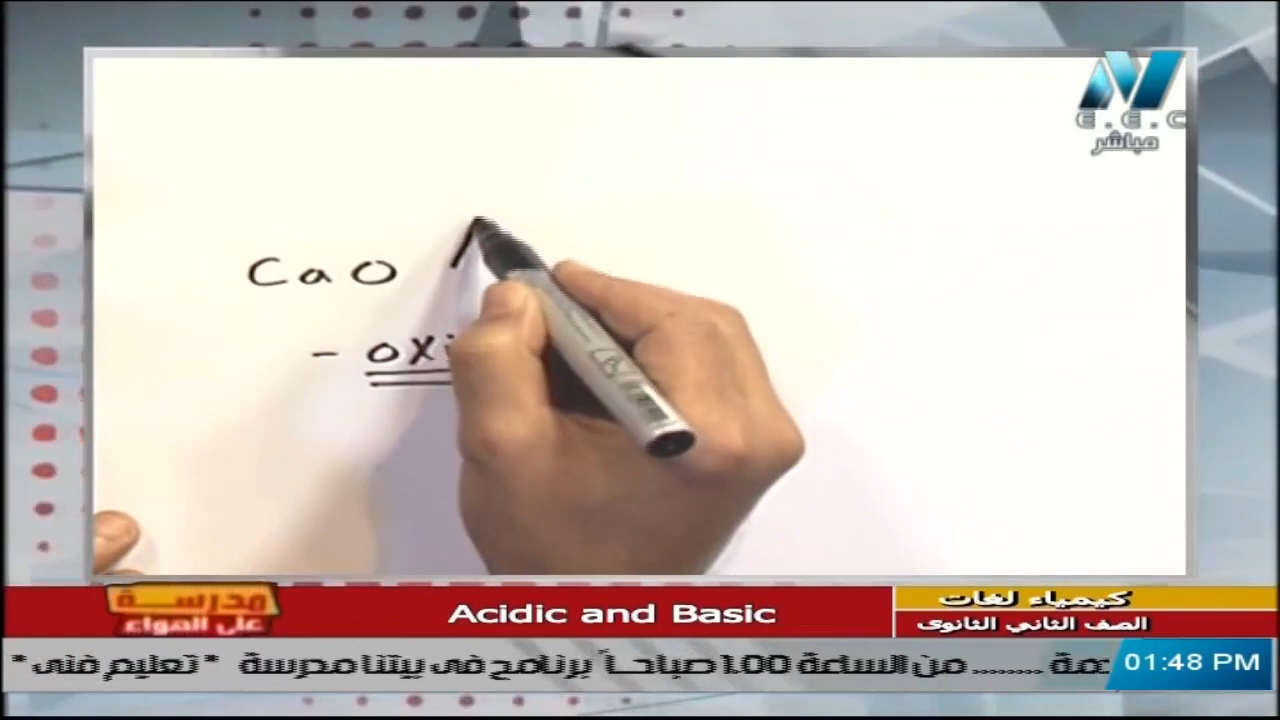 E.E.C
مباشر
CaO
- oxi
مدرسة
على الهواء
Acidic and Basic
كيمياء لغات
الصف الثاني الثانوى
........ من الساعة 1.00 صباحاً برنامج فى بيتنا مدرسة * تعليم فنى *
01:48 PM